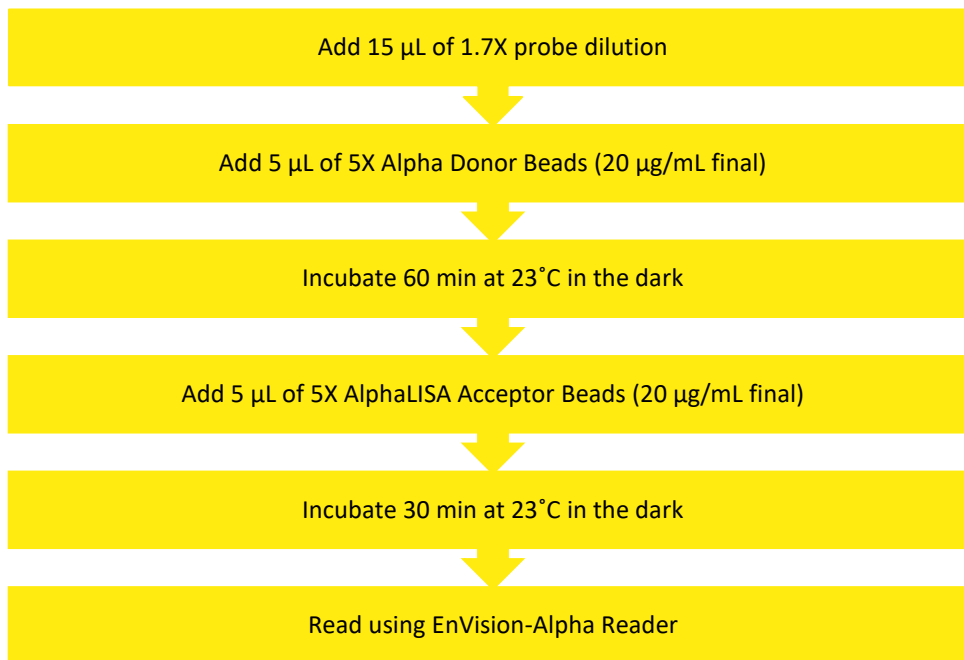 Add 15 µL of 1.7X probe dilution
Add 5 µL of 5X Alpha Donor Beads (20 µg/mL final)
Incubate 60 min at 23˚C in the dark
Add 5 µL of 5X AlphaLISA Acceptor Beads (20 µg/mL final)
Incubate 30 min at 23˚C in the dark
Read using EnVision-Alpha Reader